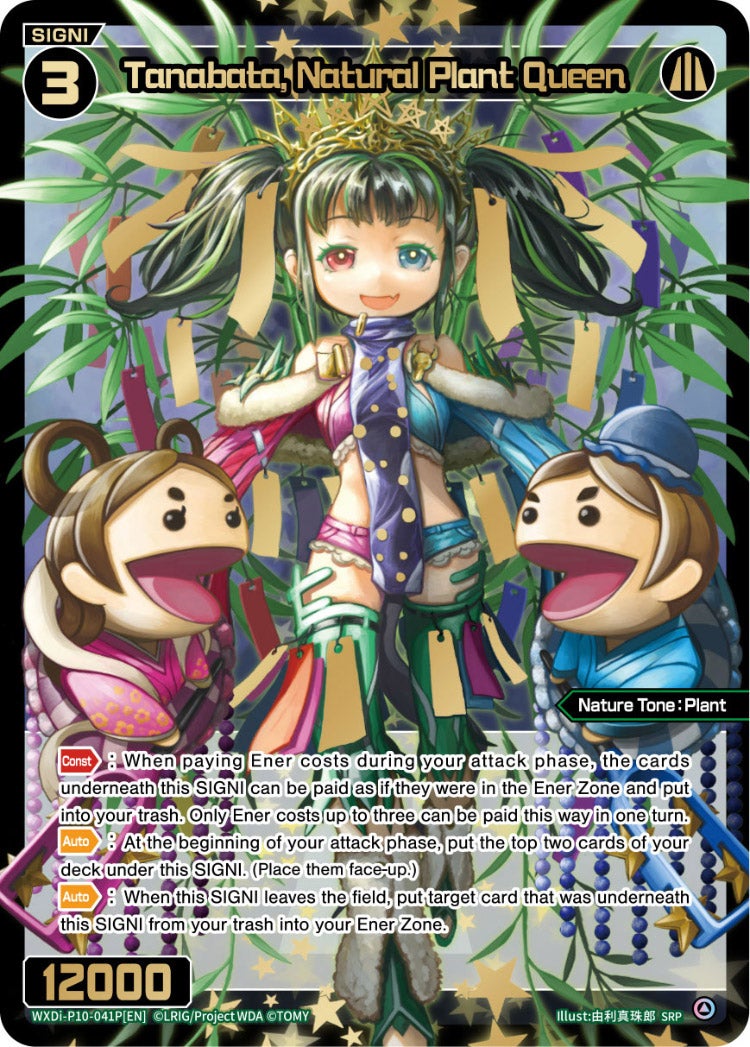 SIGNI
3
Tanabata, Natural Plant Queen
Nature Tone：Plant
Const：When paying Ener costs during your attack phase, the cards
underneath this SIGNI can be paid as if they were in the Ener Zone and put
into your trash. Only Ener costs up to three can be paid this way in one turn.
Auto：At the beginning of your attack phase, put the top two cards of your
deck under this SIGNI. (Place them face-up.)
Auto：When this SIGNI leaves the field, put target card that was underneath
this SIGNI from your trash into your Ener Zone.
12000
WXDi-P10-041P[EN] ©LRIG/Project WDA ©TOMY
Illust:由利真珠郎 SRP